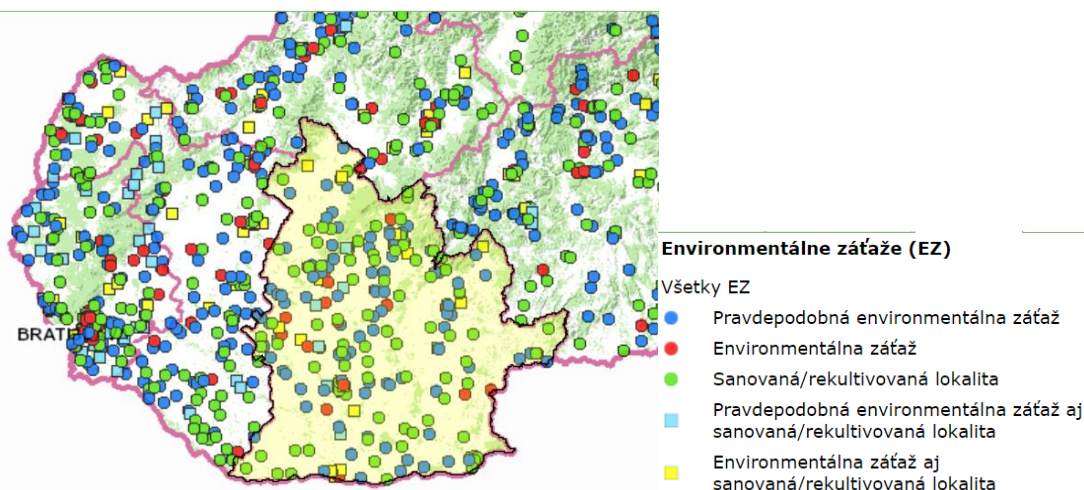 BRATI
Environmentálne záťaže (EZ)
Všetky EZ
Pravdepodobná environmentálna záťaž
Environmentálna záťaž
Sanovaná/rekultivovaná lokalita
Pravdepodobná environmentálna záťaž aj
sanovaná/rekultivovaná lokalita
Environmentálna záťaž aj
sanovaná/rekultivovaná lokalita